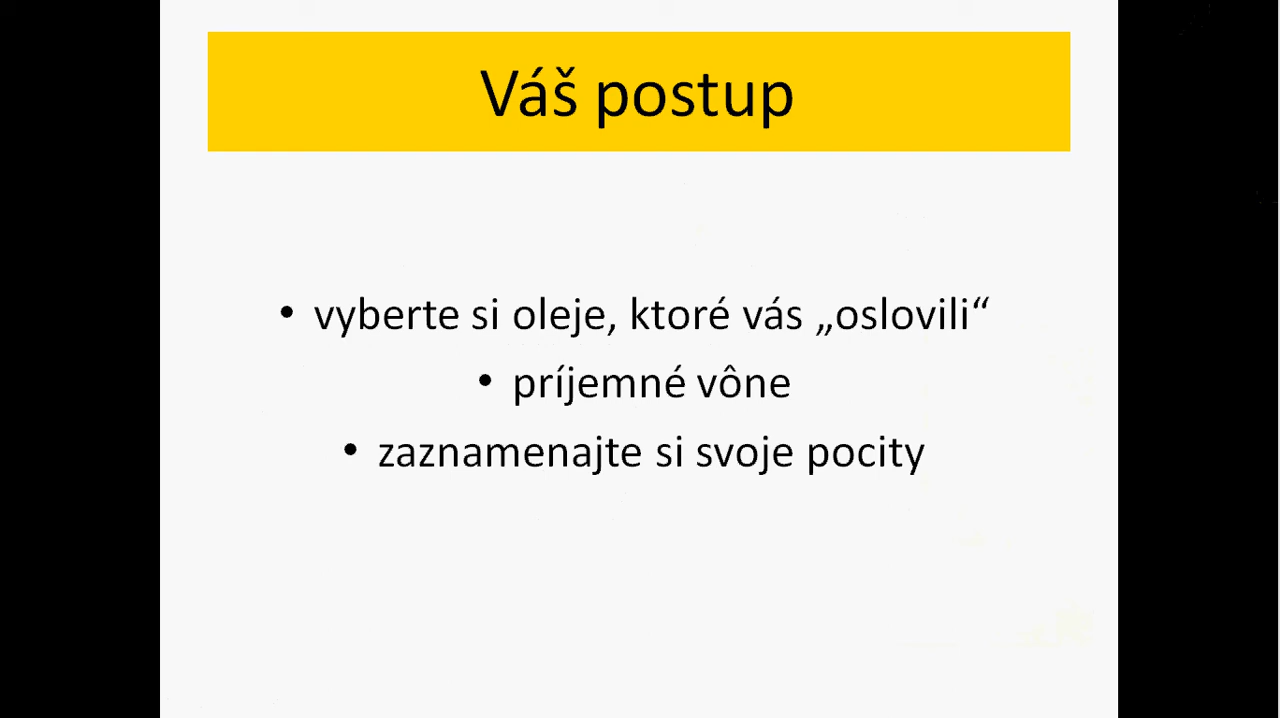 Váš postup
• vyberte si oleje, ktoré vás „oslovili“
• príjemné vône
• zaznamenajte si svoje pocity